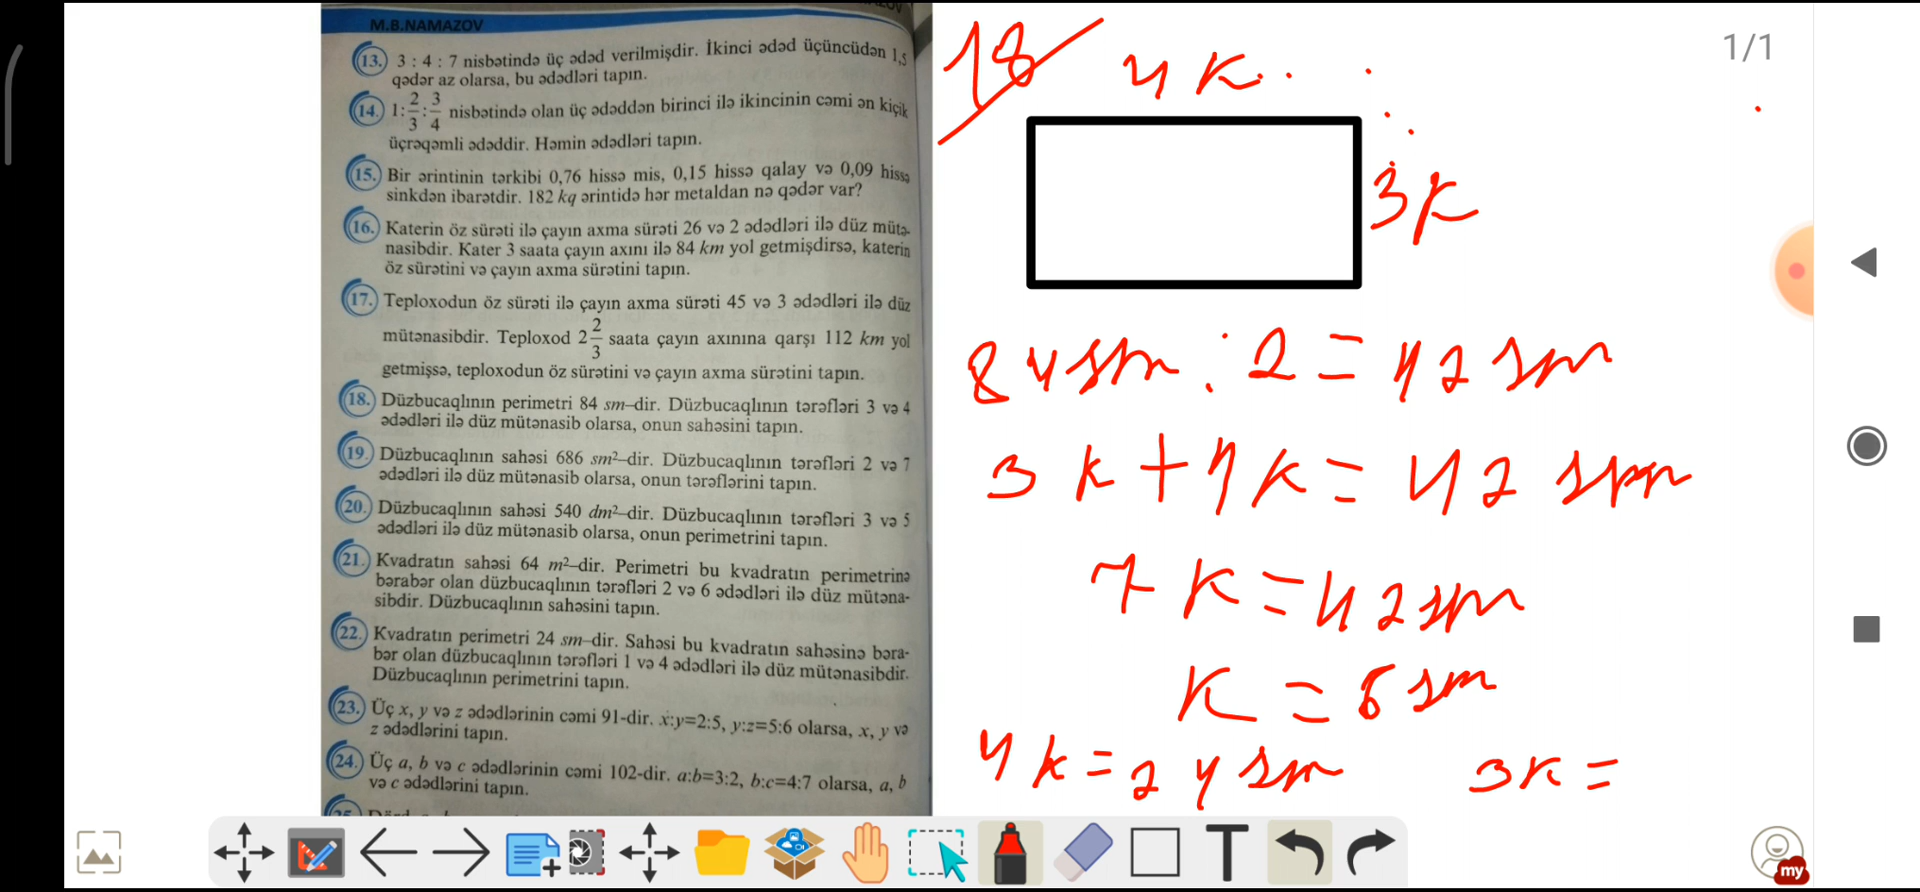 M.B.NAMAZOV
13. 3 : 4 : 7 nisbətində üç ədəd verilmişdir. İkinci ədəd üçüncüdən 1,5
qədər az olarsa, bu ədədləri tapın.
14. 1:2/3:3/4 nisbətində olan üç ədəddən birinci ilə ikincinin cəmi ən kiçik
üçrəqəmli ədəddir. Həmin ədədləri tapın.
15. Bir ərintinin tərkibi 0,76 hissə mis, 0,15 hissə qalay və 0,09 hissə
sinkdən ibarətdir. 182 kq ərintidə hər metaldan nə qədər var?
16. Katerin öz sürəti ilə çayın axma sürəti 26 və 2 ədədləri ilə düz mütə-
nasibdir. Kater 3 saata çayın axını ilə 84 km yol getmişdirsə, katerin
öz sürətini və çayın axma sürətini tapın.
17. Teploxodun öz sürəti ilə çayın axma sürəti 45 və 3 ədədləri ilə düz
mütənasibdir. Teploxod 2 2/3 saata çayın axınına qarşı 112 km yol
getmişsə, teploxodun öz sürətini və çayın axma sürətini tapın.
18. Düzbucaqlının perimetri 84 sm–dir. Düzbucaqlının tərəfləri 3 və 4
ədədləri ilə düz mütənasib olarsa, onun sahəsini tapın.
19. Düzbucaqlının sahəsi 686 sm²–dir. Düzbucaqlının tərəfləri 2 və 7
ədədləri ilə düz mütənasib olarsa, onun tərəflərini tapın.
20. Düzbucaqlının sahəsi 540 dm²–dir. Düzbucaqlının tərəfləri 3 və 5
ədədləri ilə düz mütənasib olarsa, onun perimetrini tapın.
21. Kvadratın sahəsi 64 m²–dir. Perimetri bu kvadratın perimetrinə
bərabər olan düzbucaqlının tərəfləri 2 və 6 ədədləri ilə düz mütəna-
sibdir. Düzbucaqlının sahəsini tapın.
22. Kvadratın perimetri 24 sm–dir. Sahəsi bu kvadratın sahəsinə bəra-
bər olan düzbucaqlının tərəfləri 1 və 4 ədədləri ilə düz mütənasibdir.
Düzbucaqlının perimetrini tapın.
23. Üç x, y və z ədədlərinin cəmi 91-dir. x:y=2:5, y:z=5:6 olarsa, x, y və
z ədədlərini tapın.
24. Üç a, b və c ədədlərinin cəmi 102-dir. a:b=3:2, b:c=4:7 olarsa, a, b
və c ədədlərini tapın.
18
4k
1/1
3k
84sm : 2 = 42sm
3k+4k = 42 sm
7k = 42sm
k = 6sm
4k = 24sm 3k =
T
my